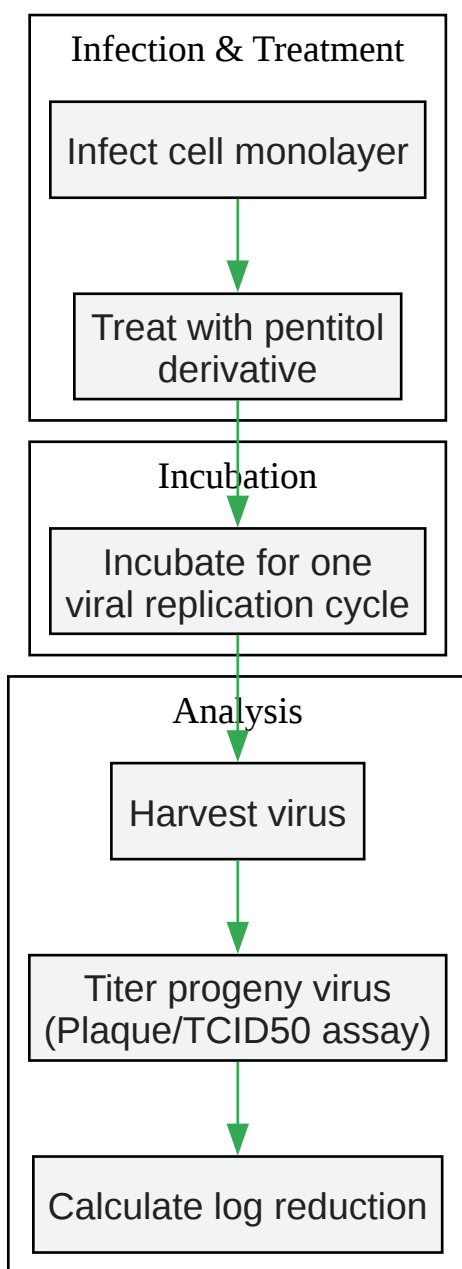 Infection & Treatment
Infect cell monolayer
Treat with pentitol
derivative
Incubation
Incubate for one
viral replication cycle
Analysis
Harvest virus
Titer progeny virus
(Plaque/TCID50 assay)
Calculate log reduction